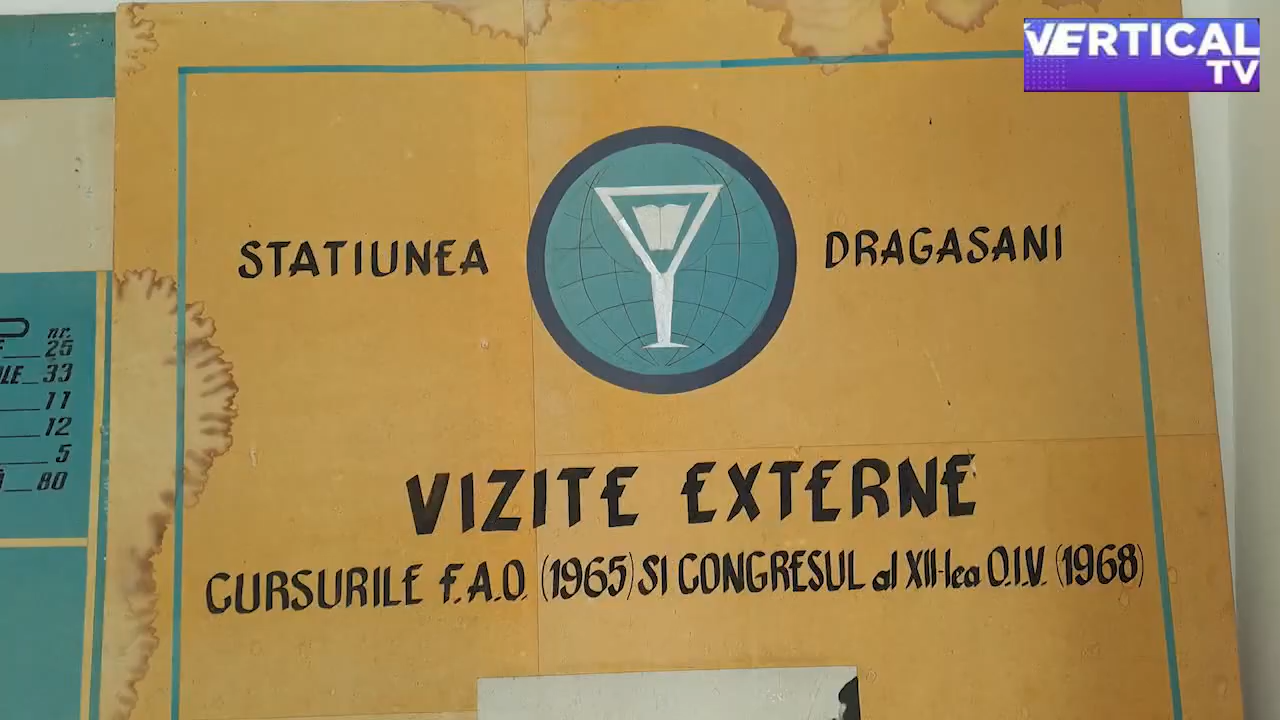 VERTICAL
TV
STATIUNEA DRAGASANI
nr.
25
33
11
12
5
80
VIZITE EXTERNE
CURSURILE F.A.O. (1965) SI CONGRESUL al XII-lea O.I.V. (1968)